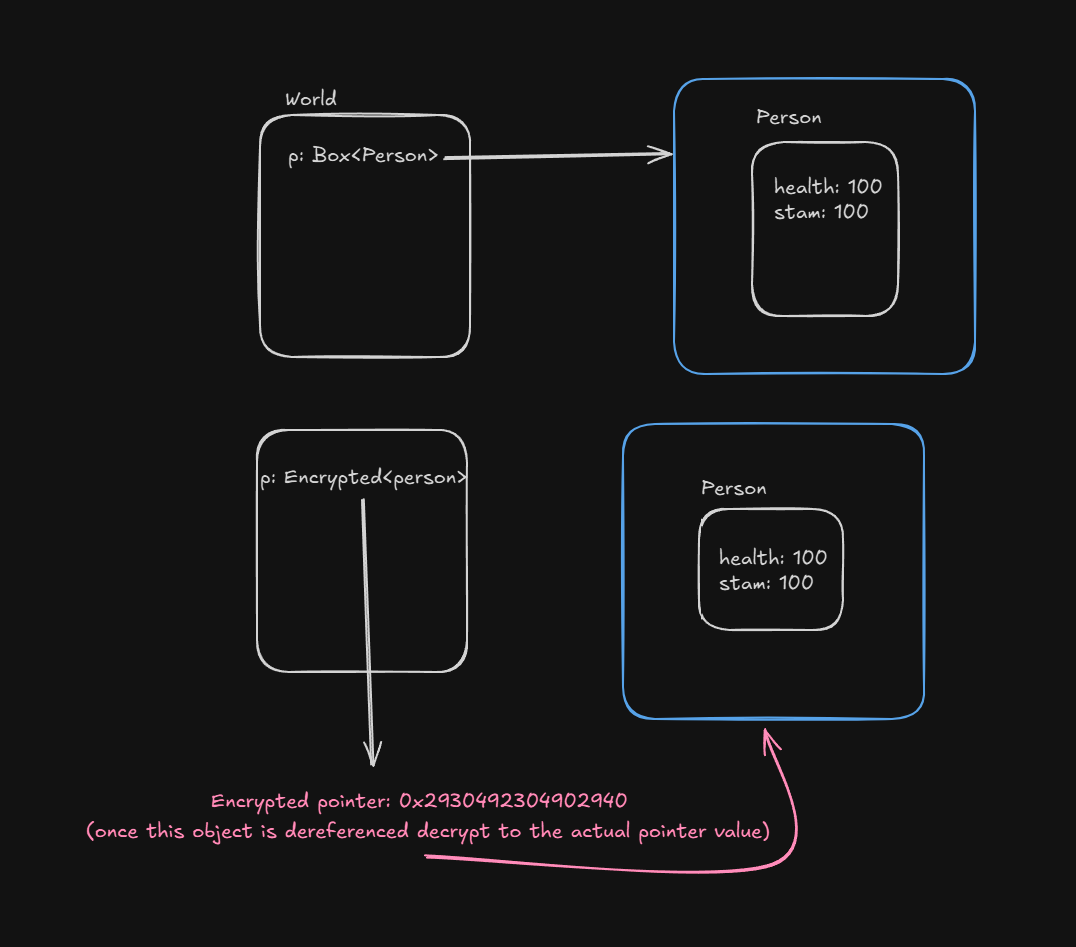 World
p: Box<Person>
Person
health: 100
stam: 100
p: Encrypted<person>
Person
health: 100
stam: 100
Encrypted pointer: 0x2930492304902940
(once this object is dereferenced decrypt to the actual pointer value)